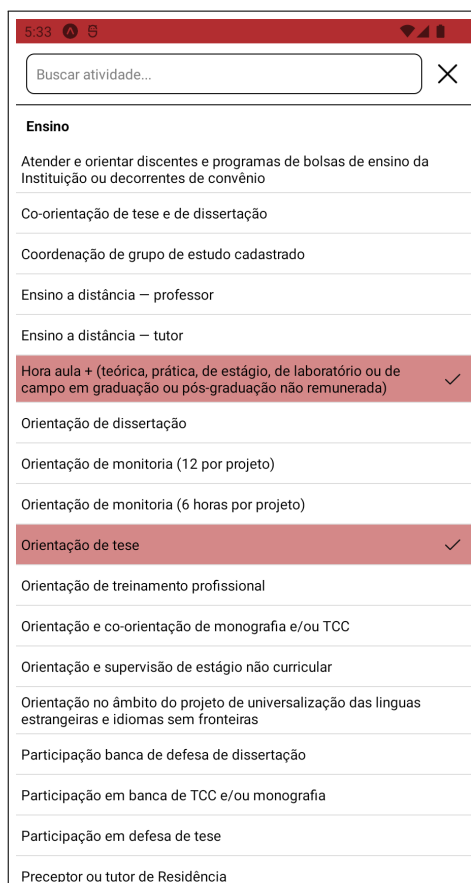 5:33
Buscar atividade...
Ensino
Atender e orientar discentes e programas de bolsas de ensino da
Instituição ou decorrentes de convênio
Co-orientação de tese e de dissertação
Coordenação de grupo de estudo cadastrado
Ensino a distância — professor
Ensino a distância — tutor
Hora aula + (teórica, prática, de estágio, de laboratório ou de
campo em graduação ou pós-graduação não remunerada)
Orientação de dissertação
Orientação de monitoria (12 por projeto)
Orientação de monitoria (6 horas por projeto)
Orientação de tese
Orientação de treinamento profissional
Orientação e co-orientação de monografia e/ou TCC
Orientação e supervisão de estágio não curricular
Orientação no âmbito do projeto de universalização das linguas
estrangeiras e idiomas sem fronteiras
Participação banca de defesa de dissertação
Participação em banca de TCC e/ou monografia
Participação em defesa de tese
Preceptor ou tutor de Residência